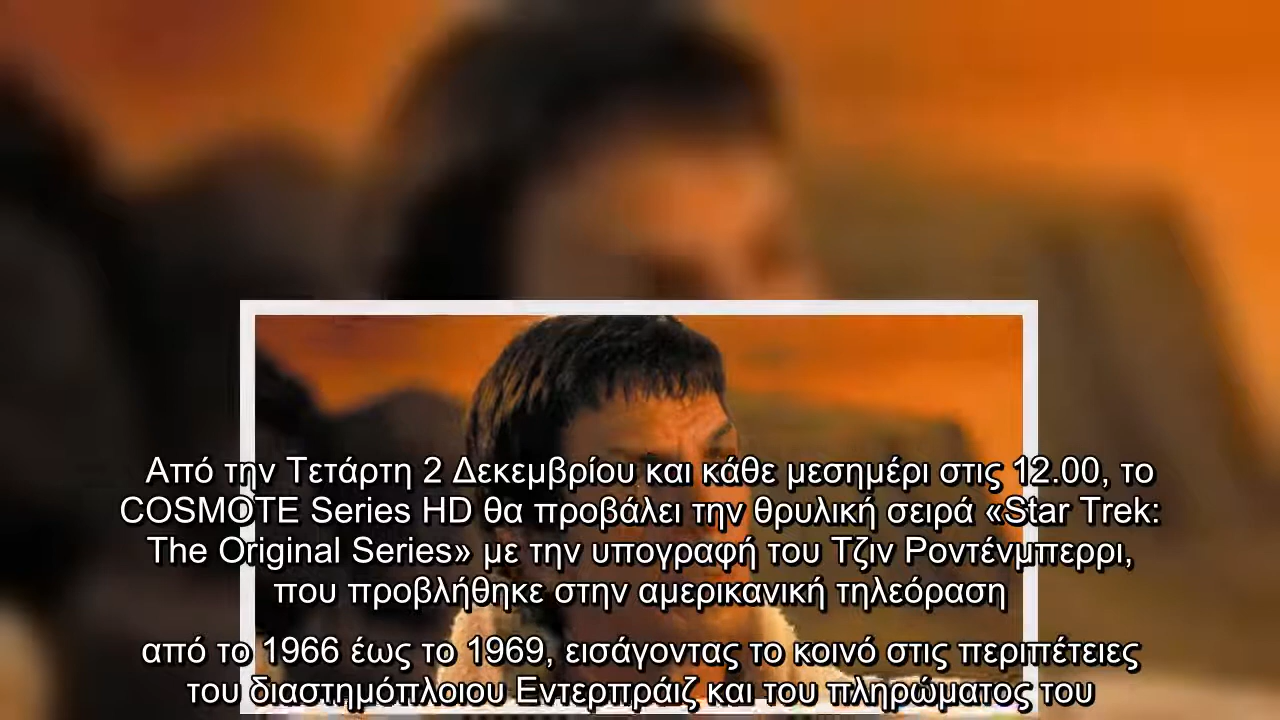 Από την Τετάρτη 2 Δεκεμβρίου και κάθε μεσημέρι στις 12.00, το
COSMOTE Series HD θα προβάλει την θρυλική σειρά «Star Trek:
The Original Series» με την υπογραφή του Τζιν Ροντένμπερρι,
που προβλήθηκε στην αμερικανική τηλεόραση
από το 1966 έως το 1969, εισάγοντας το κοινό στις περιπέτειες
του διαστημόπλοιου Εντερπράιζ και του πληρώματος του